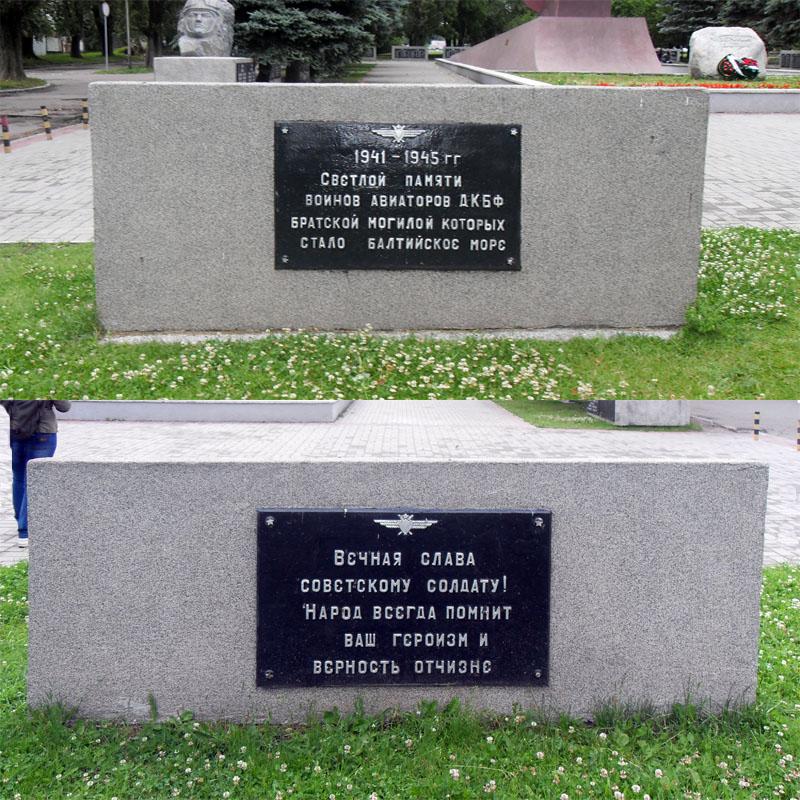 1941 – 1945 гг
Светлой памяти
воинов авиаторов ДКБФ
братской могилой которых
стало Балтийское море
Вечная слава
советскому солдату!
Народ всегда помнит
ваш героизм и
верность отчизне